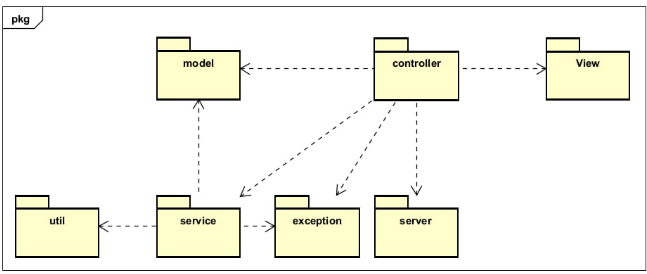 pkg
model
controller
View
util
service
exception
server